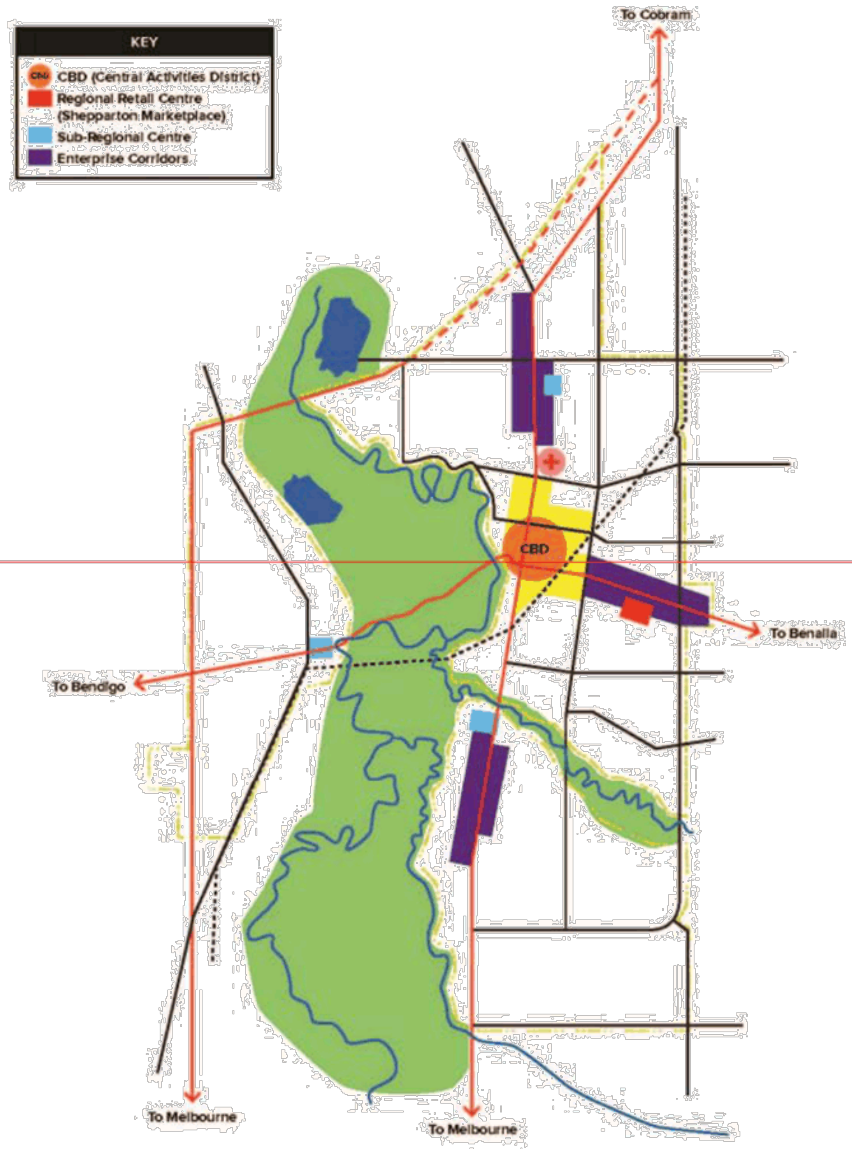 To Cobram
KEY
CBD
CBD (Central Activities District)
Regional Retail Centre
(Shepparton Marketplace)
Sub-Regional Centre
Enterprise Corridors
CBD
To Benalla
To Bendigo
To Melbourne
To Melbourne